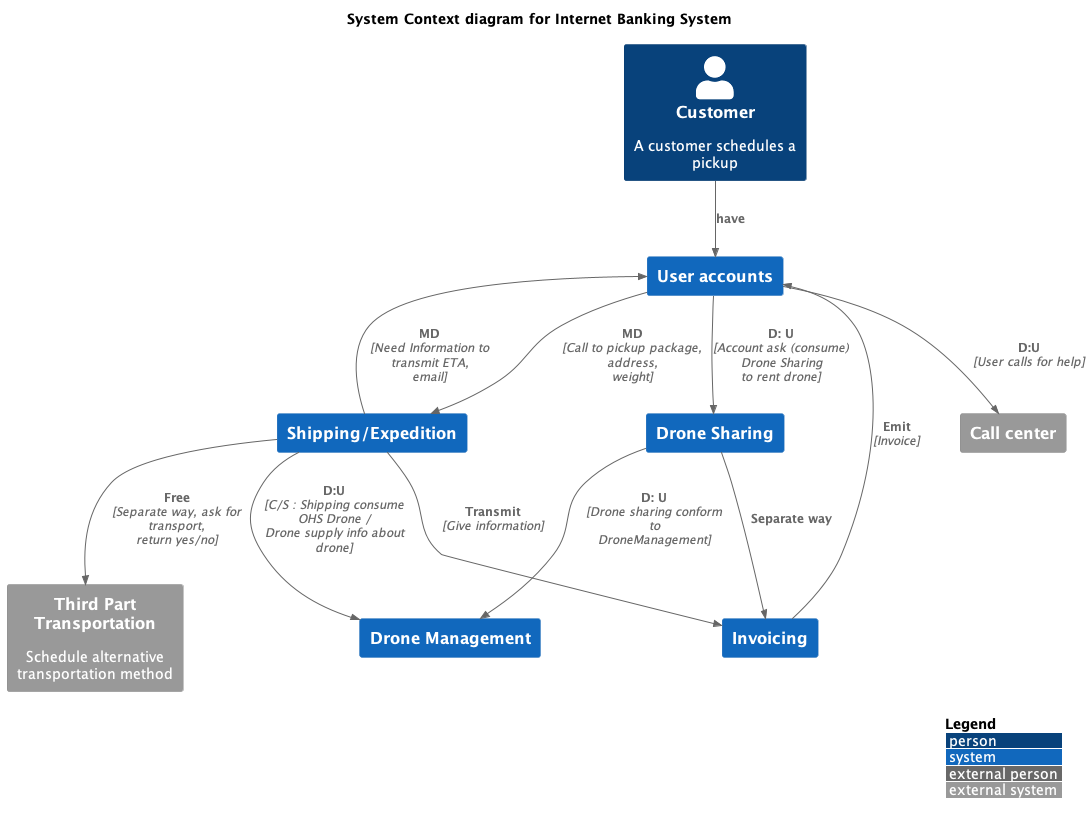 System Context diagram for Internet Banking System
Customer
A customer schedules a
pickup
have
User accounts
MD
[Need Information to
transmit ETA,
email]
MD
[Call to pickup package,
address,
weight]
D: U
[Account ask (consume)
Drone Sharing
to rent drone]
D:U
[User calls for help]
Emit
[Invoice]
Shipping/Expedition
Drone Sharing
Call center
Free
[Separate way, ask for
transport,
return yes/no]
D:U
[C/S : Shipping consume
OHS Drone /
Drone supply info about
drone]
Transmit
[Give information]
D: U
[Drone sharing conform
to
DroneManagement]
Separate way
Third Part
Transportation
Schedule alternative
transportation method
Drone Management
Invoicing
Legend
person
system
external person
external system